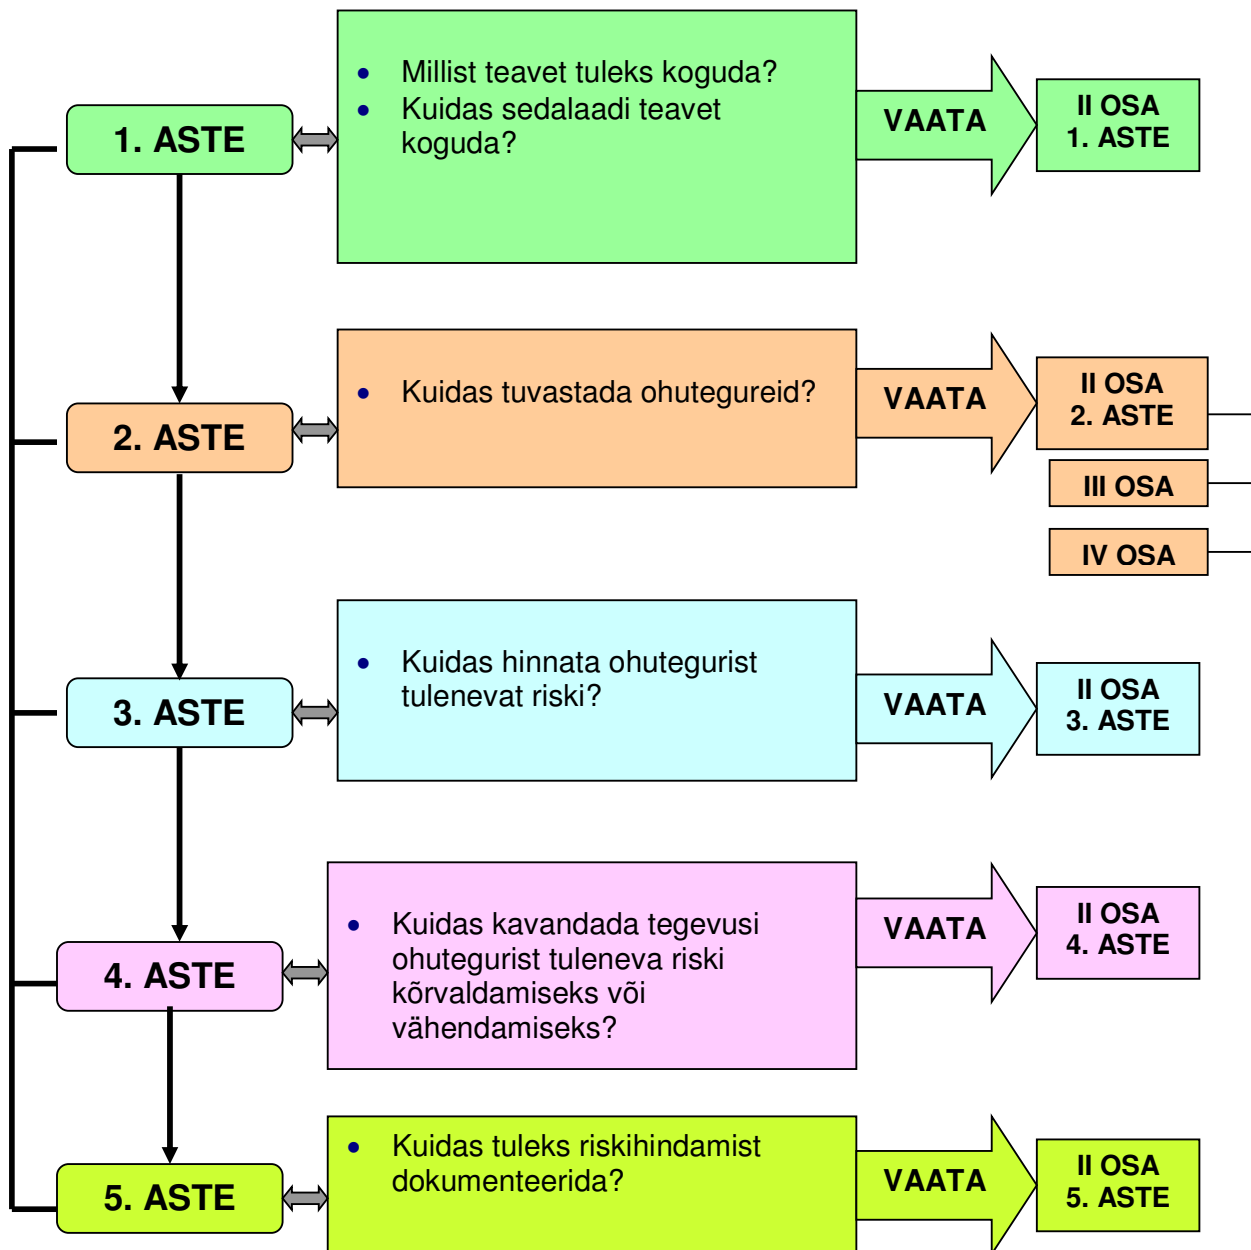 1. ASTE
• Millist teavet tuleks koguda?
• Kuidas sedalaadi teavet
koguda?
VAATA
II OSA
1. ASTE
2. ASTE
• Kuidas tuvastada ohutegureid?
VAATA
II OSA
2. ASTE
III OSA
IV OSA
3. ASTE
• Kuidas hinnata ohutegurist
tulenevat riski?
VAATA
II OSA
3. ASTE
4. ASTE
• Kuidas kavandada tegevusi
ohutegurist tuleneva riski
kõrvaldamiseks või
vähendamiseks?
VAATA
II OSA
4. ASTE
5. ASTE
• Kuidas tuleks riskihindamist
dokumenteerida?
VAATA
II OSA
5. ASTE